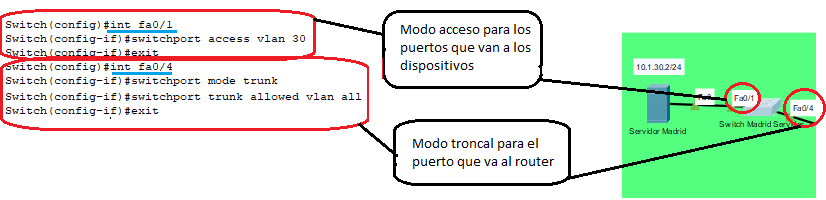 Switch(config)#int fa0/1
Switch(config-if)#switchport access vlan 30
Switch(config-if)#exit
Switch(config)#int fa0/4
Switch(config-if)#switchport mode trunk
Switch(config-if)#switchport trunk allowed vlan all
Switch(config-if)#exit
Modo acceso para los
puertos que van a los
dispositivos
Modo troncal para el
puerto que va al router
10.1.30.2/24
Fa0/1
Fa0/4
Servidor Madrid
Switch Madrid